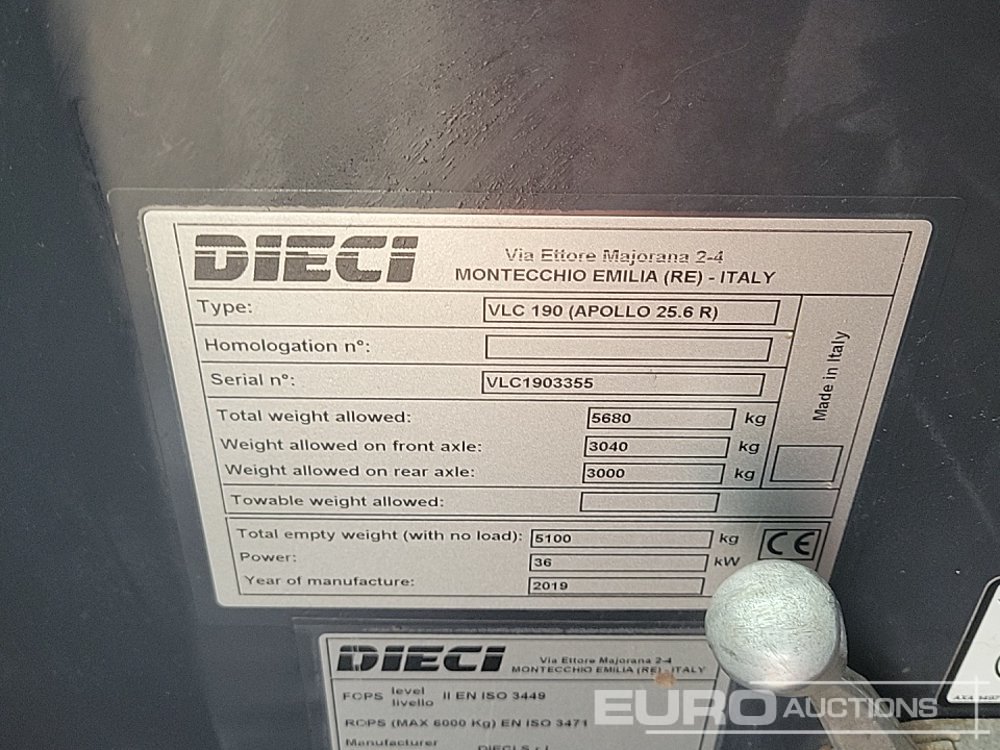 DIECI
Via Ettore Majorana 2-4
MONTECCHIO EMILIA (RE) - ITALY
Type: VLC 190 (APOLLO 25.6 R)
Homologation n°:
Serial n°: VLC1903355
Made in Italy
Total weight allowed: 5680 kg
Weight allowed on front axle: 3040 kg
Weight allowed on rear axle: 3000 kg
Towable weight allowed:
Total empty weight (with no load): 5100 kg
CE
Power: 36 kW
Year of manufacture: 2019
DIECI
Via Ettore Majorana 2-4
MONTECCHIO EMILIA (RE) - ITALY
FOPS level livello II EN ISO 3449
ROPS (MAX 6000 Kg) EN ISO 3471
Manufacturer DIECI S.r.l.
EURO AUCTIONS